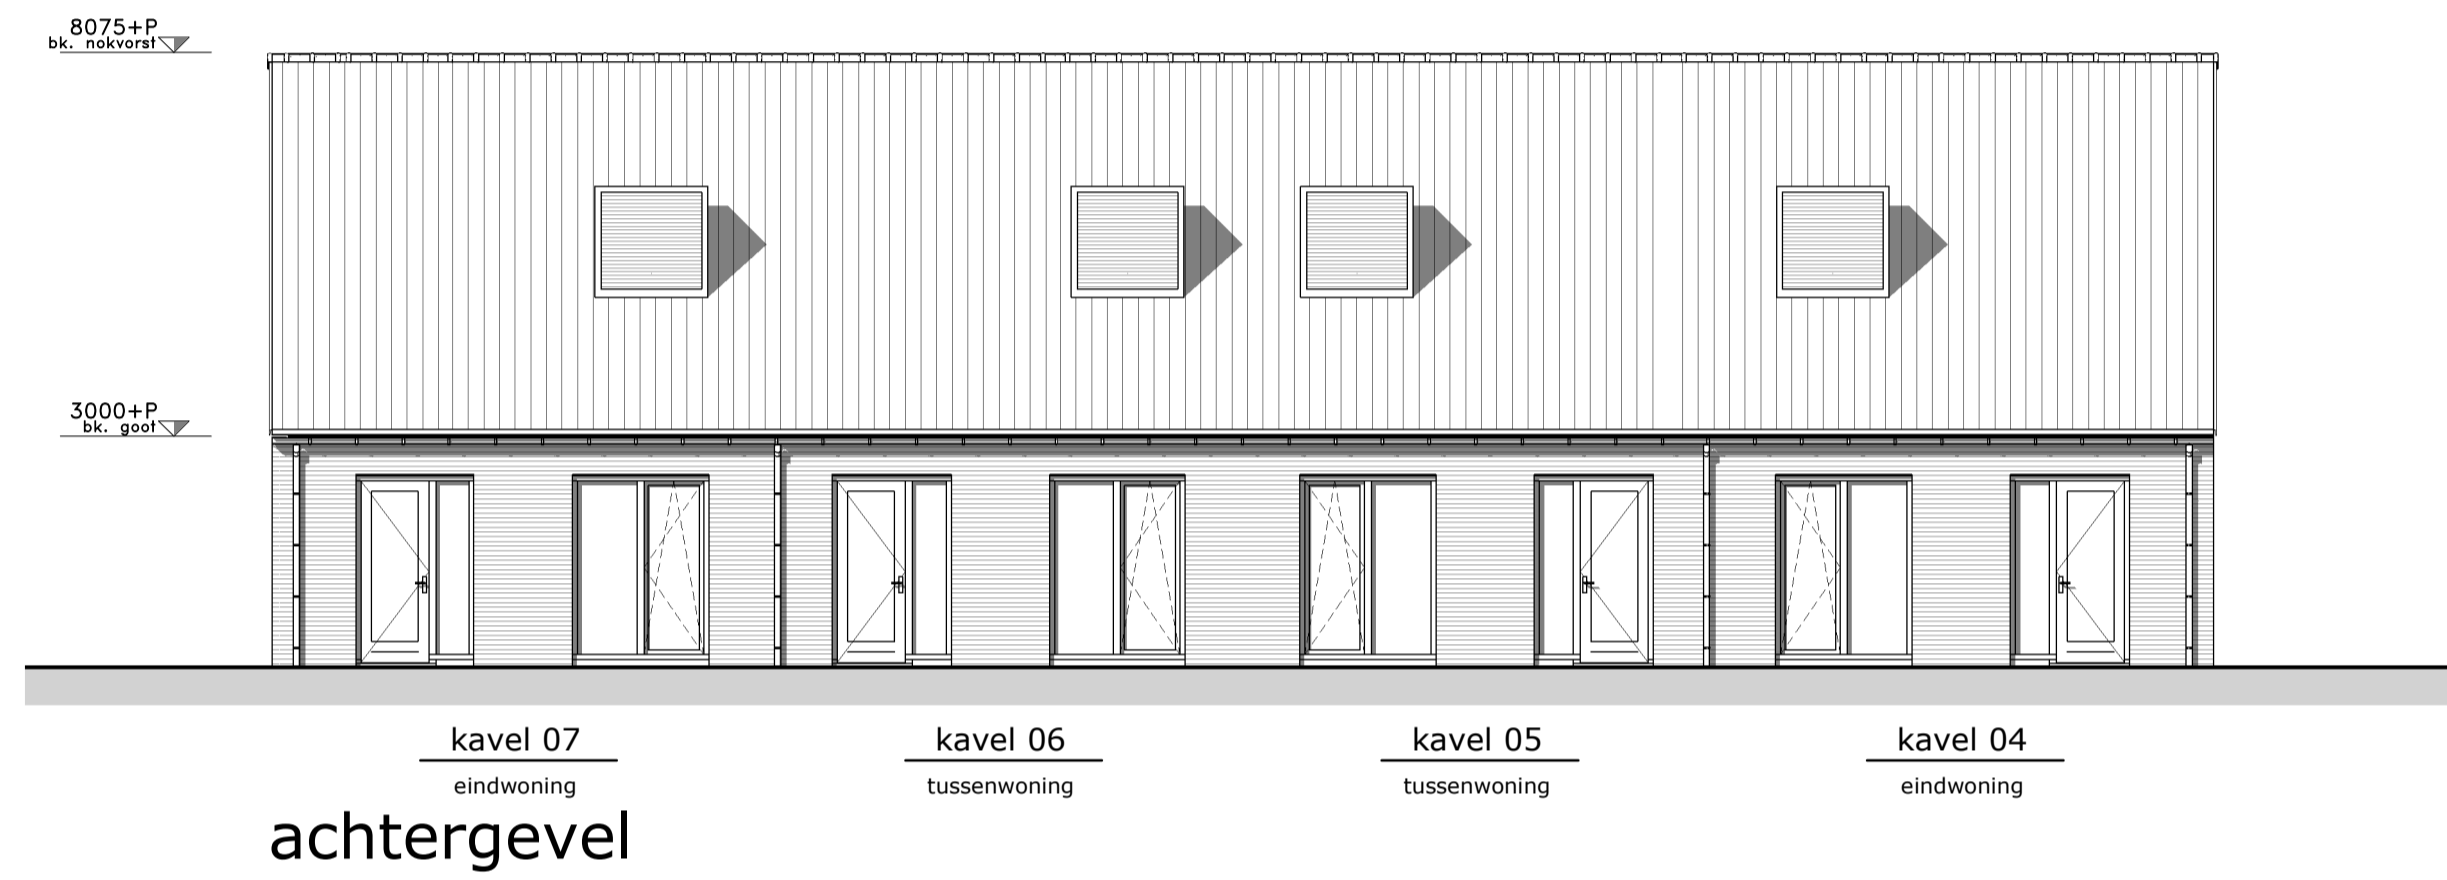 8075+P
bk. nokvorst
3000+P
bk. goot
kavel 07
eindwoning
kavel 06
tussenwoning
kavel 05
tussenwoning
kavel 04
eindwoning
achtergevel